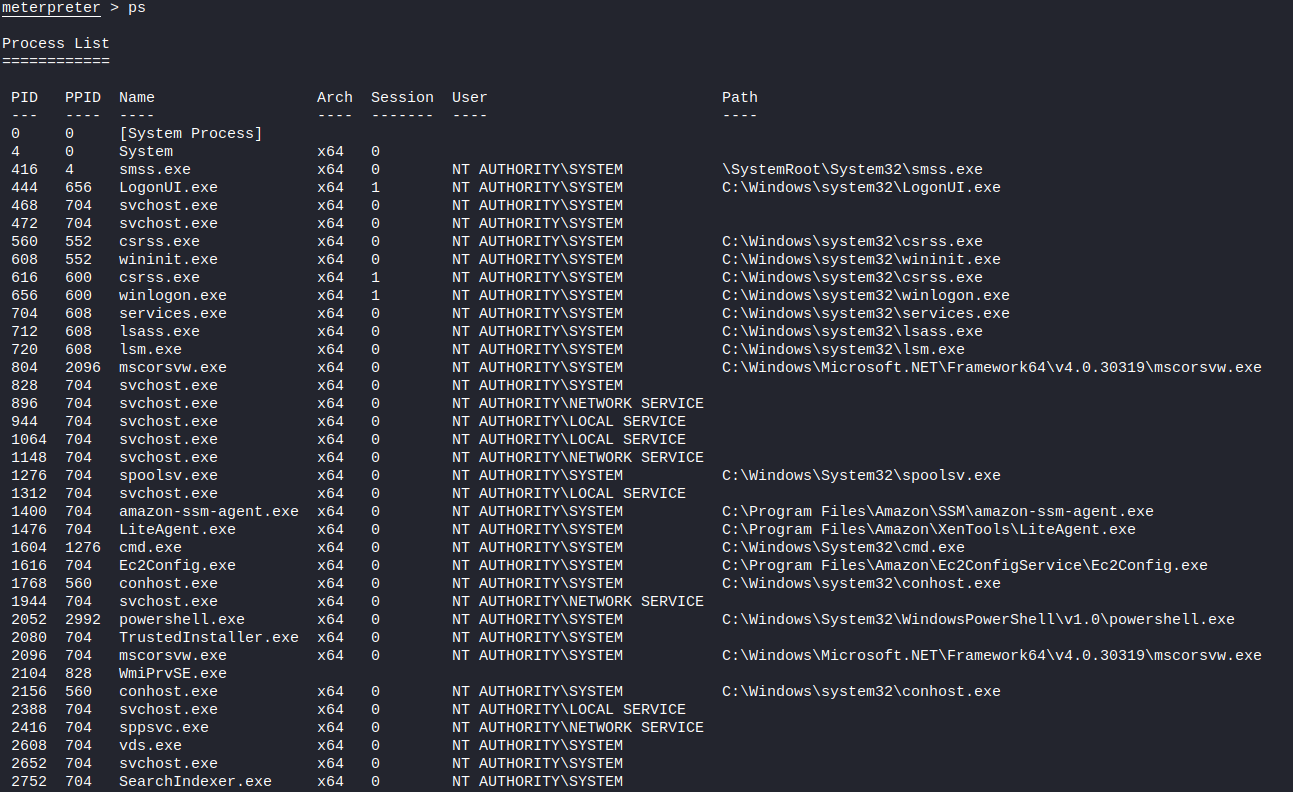 meterpreter > ps
Process List
============
PID PPID Name Arch Session User Path
--- ---- ---- ---- ------- ---- ----
0 0 [System Process]
4 0 System x64 0
416 4 smss.exe x64 0 NT AUTHORITY\SYSTEM \SystemRoot\System32\smss.exe
444 656 LogonUI.exe x64 1 NT AUTHORITY\SYSTEM C:\Windows\system32\LogonUI.exe
468 704 svchost.exe x64 0 NT AUTHORITY\SYSTEM
472 704 svchost.exe x64 0 NT AUTHORITY\SYSTEM
560 552 csrss.exe x64 0 NT AUTHORITY\SYSTEM C:\Windows\system32\csrss.exe
608 552 wininit.exe x64 0 NT AUTHORITY\SYSTEM C:\Windows\system32\wininit.exe
616 600 csrss.exe x64 1 NT AUTHORITY\SYSTEM C:\Windows\system32\csrss.exe
656 600 winlogon.exe x64 1 NT AUTHORITY\SYSTEM C:\Windows\system32\winlogon.exe
704 608 services.exe x64 0 NT AUTHORITY\SYSTEM C:\Windows\system32\services.exe
712 608 lsass.exe x64 0 NT AUTHORITY\SYSTEM C:\Windows\system32\lsass.exe
720 608 lsm.exe x64 0 NT AUTHORITY\SYSTEM C:\Windows\system32\lsm.exe
804 2096 mscorsvw.exe x64 0 NT AUTHORITY\SYSTEM C:\Windows\Microsoft.NET\Framework64\v4.0.30319\mscorsvw.exe
828 704 svchost.exe x64 0 NT AUTHORITY\SYSTEM
896 704 svchost.exe x64 0 NT AUTHORITY\NETWORK SERVICE
944 704 svchost.exe x64 0 NT AUTHORITY\LOCAL SERVICE
1064 704 svchost.exe x64 0 NT AUTHORITY\LOCAL SERVICE
1148 704 svchost.exe x64 0 NT AUTHORITY\NETWORK SERVICE
1276 704 spoolsv.exe x64 0 NT AUTHORITY\SYSTEM C:\Windows\System32\spoolsv.exe
1312 704 svchost.exe x64 0 NT AUTHORITY\LOCAL SERVICE
1400 704 amazon-ssm-agent.exe x64 0 NT AUTHORITY\SYSTEM C:\Program Files\Amazon\SSM\amazon-ssm-agent.exe
1476 704 LiteAgent.exe x64 0 NT AUTHORITY\SYSTEM C:\Program Files\Amazon\XenTools\LiteAgent.exe
1604 1276 cmd.exe x64 0 NT AUTHORITY\SYSTEM C:\Windows\System32\cmd.exe
1616 704 Ec2Config.exe x64 0 NT AUTHORITY\SYSTEM C:\Program Files\Amazon\Ec2ConfigService\Ec2Config.exe
1768 560 conhost.exe x64 0 NT AUTHORITY\SYSTEM C:\Windows\system32\conhost.exe
1944 704 svchost.exe x64 0 NT AUTHORITY\NETWORK SERVICE
2052 2992 powershell.exe x64 0 NT AUTHORITY\SYSTEM C:\Windows\System32\WindowsPowerShell\v1.0\powershell.exe
2080 704 TrustedInstaller.exe x64 0 NT AUTHORITY\SYSTEM
2096 704 mscorsvw.exe x64 0 NT AUTHORITY\SYSTEM C:\Windows\Microsoft.NET\Framework64\v4.0.30319\mscorsvw.exe
2104 828 WmiPrvSE.exe
2156 560 conhost.exe x64 0 NT AUTHORITY\SYSTEM C:\Windows\system32\conhost.exe
2388 704 svchost.exe x64 0 NT AUTHORITY\LOCAL SERVICE
2416 704 sppsvc.exe x64 0 NT AUTHORITY\NETWORK SERVICE
2608 704 vds.exe x64 0 NT AUTHORITY\SYSTEM
2652 704 svchost.exe x64 0 NT AUTHORITY\SYSTEM
2752 704 SearchIndexer.exe x64 0 NT AUTHORITY\SYSTEM